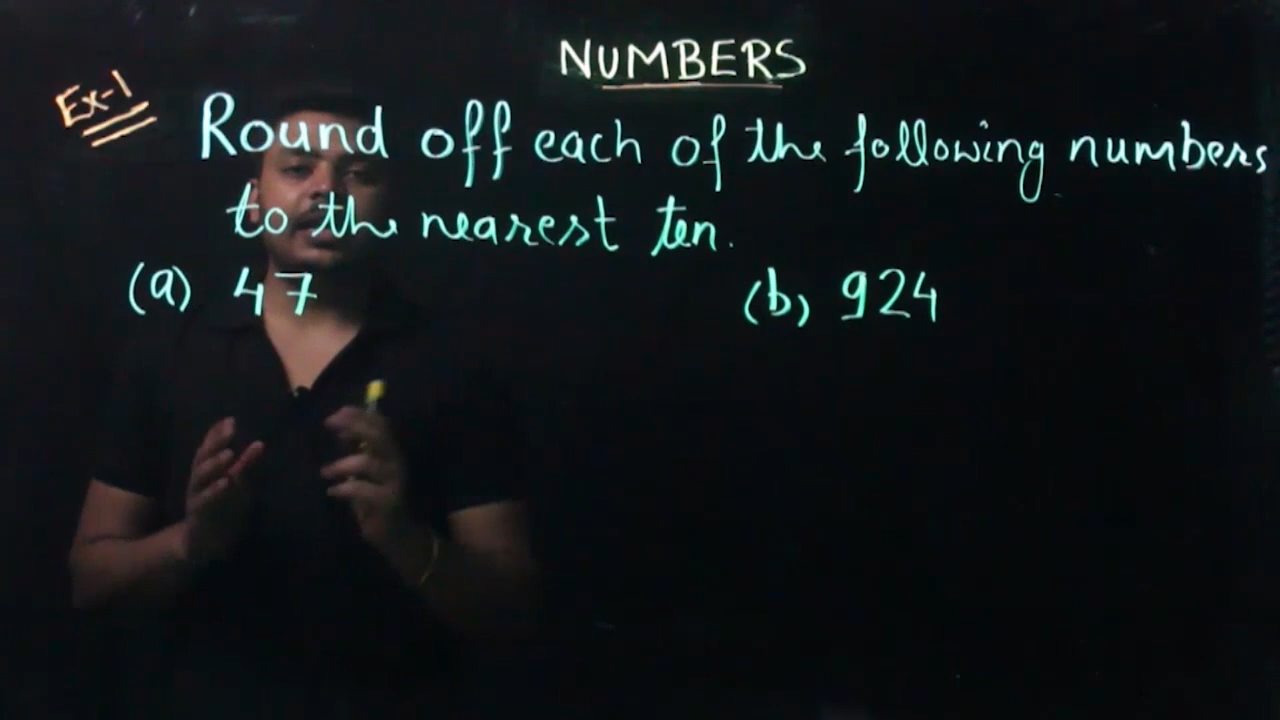 NUMBERS
Ex-1
Round off each of the following numbers
to the nearest ten.
(a) 47 (b) 924